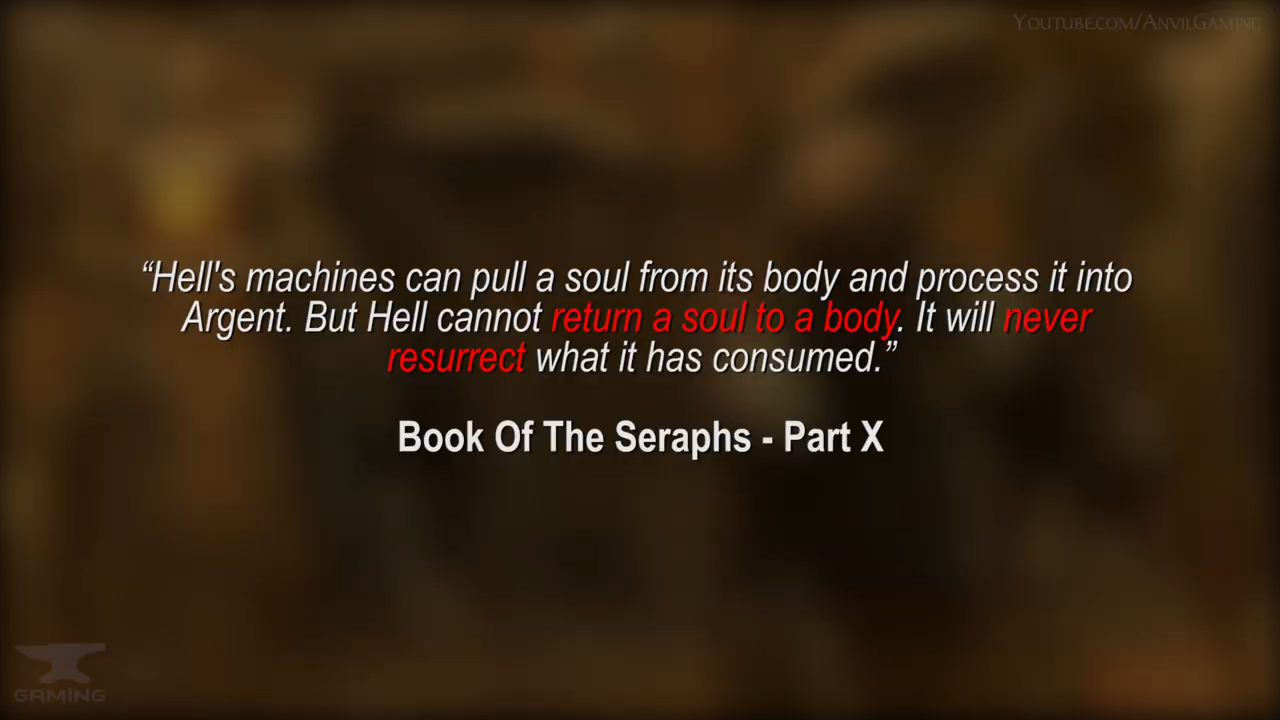 YOUTUBE.COM/ANVILGAMING
“Hell's machines can pull a soul from its body and process it into
Argent. But Hell cannot return a soul to a body. It will never
resurrect what it has consumed.”
Book Of The Seraphs - Part X
GAMING